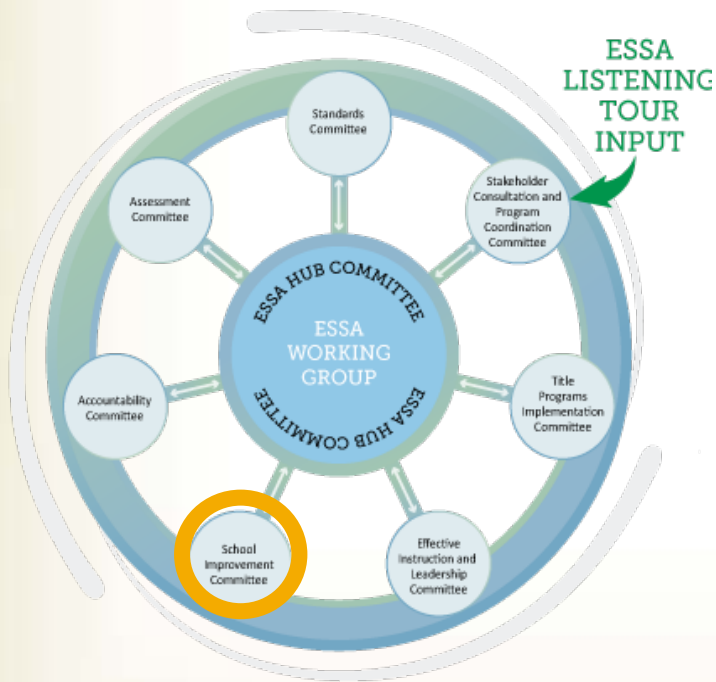 ESSA
LISTENING
TOUR
INPUT
Standards
Committee
Stakeholder
Consultation and
Program
Coordination
Committee
Assessment
Committee
ESSA HUB COMMITTEE
ESSA
WORKING
GROUP
ESSA HUB COMMITTEE
Title
Programs
Implementation
Committee
Accountability
Committee
School
Improvement
Committee
Effective
Instruction and
Leadership
Committee